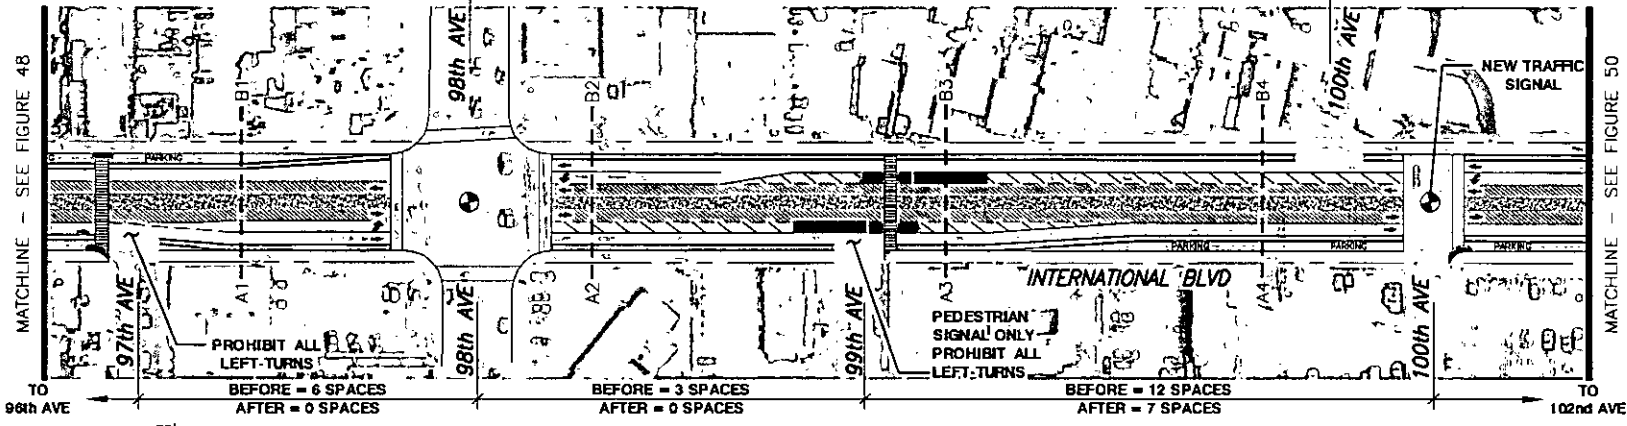 MATCHLINE - SEE FIGURE 48
98th AVE
100th AVE
NEW TRAFFIC
SIGNAL
MATCHLINE - SEE FIGURE 50
B1
B2
B3
B4
PARKING
A1
A2
A3
A4
PARKING
PARKING
PARKING
INTERNATIONAL BLVD
97th AVE
PROHIBIT ALL
LEFT-TURNS
98th AVE
99th AVE
PEDESTRIAN
SIGNAL ONLY
PROHIBIT ALL
LEFT-TURNS
100th AVE
TO
96th AVE
BEFORE = 6 SPACES
AFTER = 0 SPACES
BEFORE = 3 SPACES
AFTER = 0 SPACES
BEFORE = 12 SPACES
AFTER = 7 SPACES
TO
102nd AVE